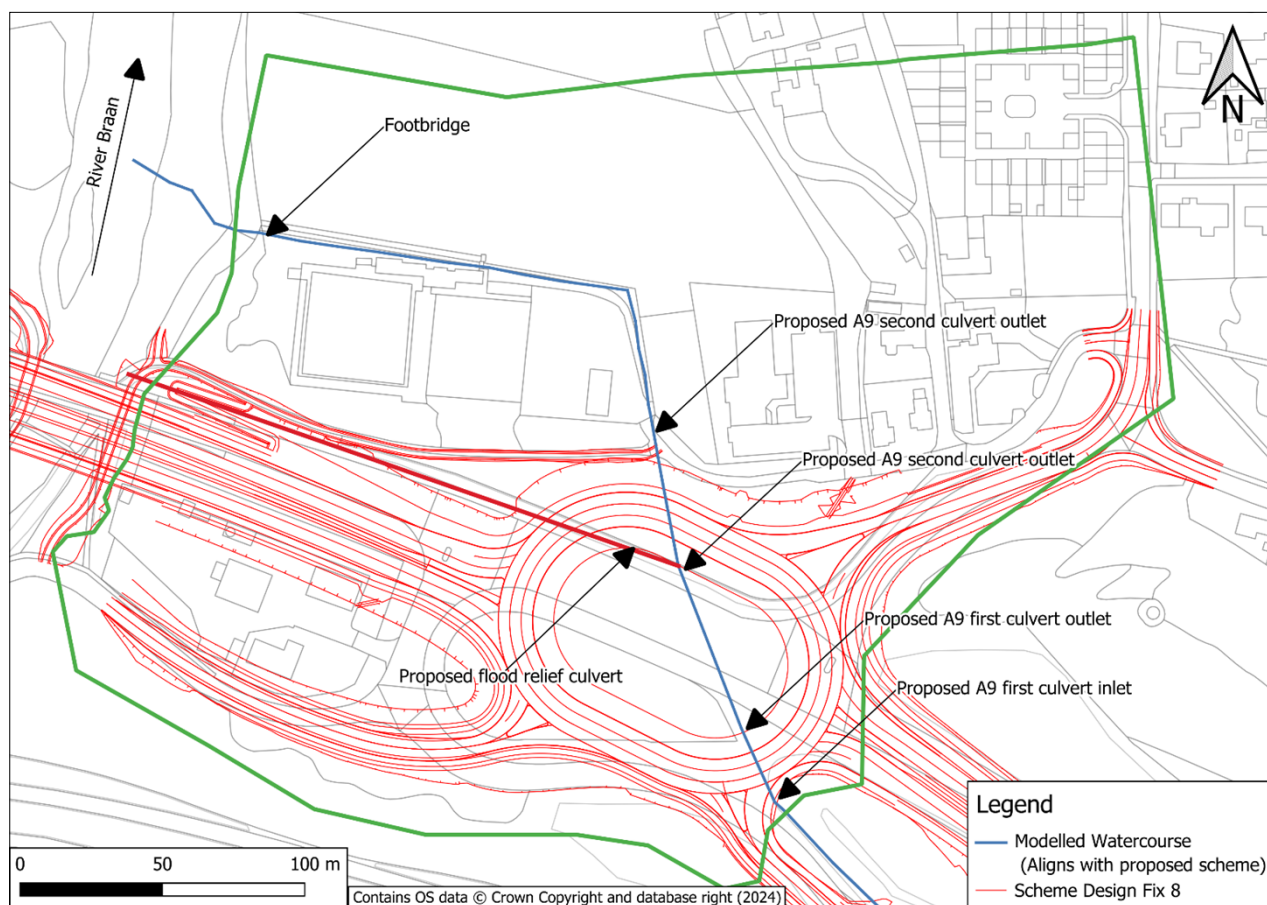 N
River Braan
Footbridge
Proposed A9 second culvert outlet
Proposed A9 second culvert outlet
Proposed A9 first culvert outlet
Proposed flood relief culvert
Proposed A9 first culvert inlet
Legend
Modelled Watercourse
(Aligns with proposed scheme)
Scheme Design Fix 8
0 50 100 m
Contains OS data © Crown Copyright and database right (2024)